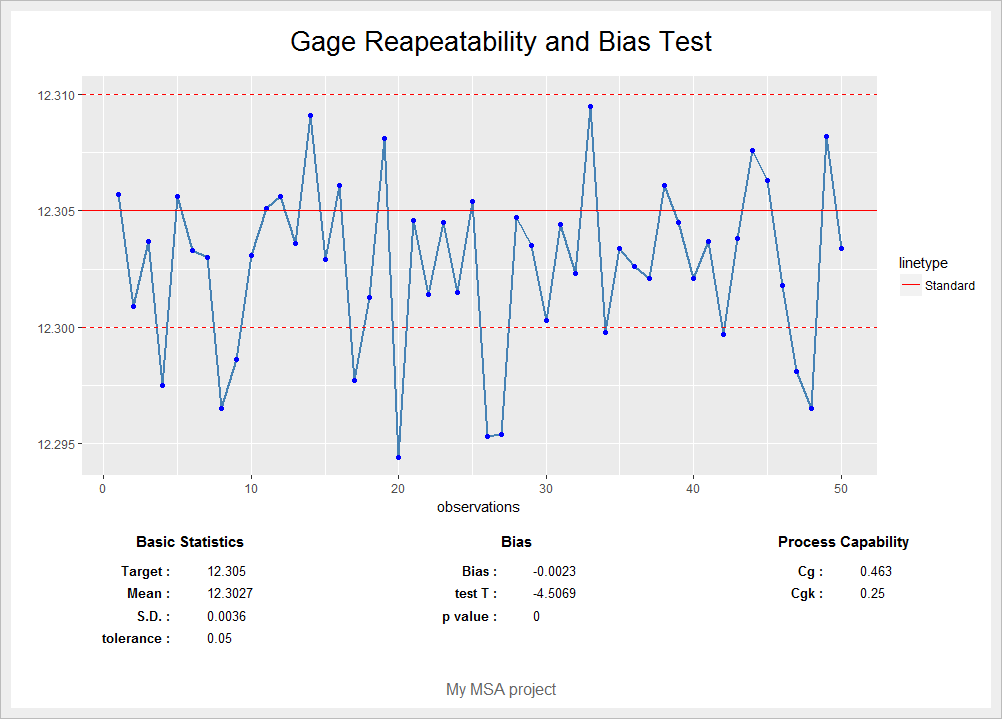 Gage Reapeatability and Bias Test
12.310
12.305
12.300
12.295
0 10 20 30 40 50
observations
linetype
Standard
Basic Statistics Bias Process Capability
Target : 12.305 Bias : -0.0023 Cg : 0.463
Mean : 12.3027 test T : -4.5069 Cgk : 0.25
S.D. : 0.0036 p value : 0
tolerance : 0.05
My MSA project